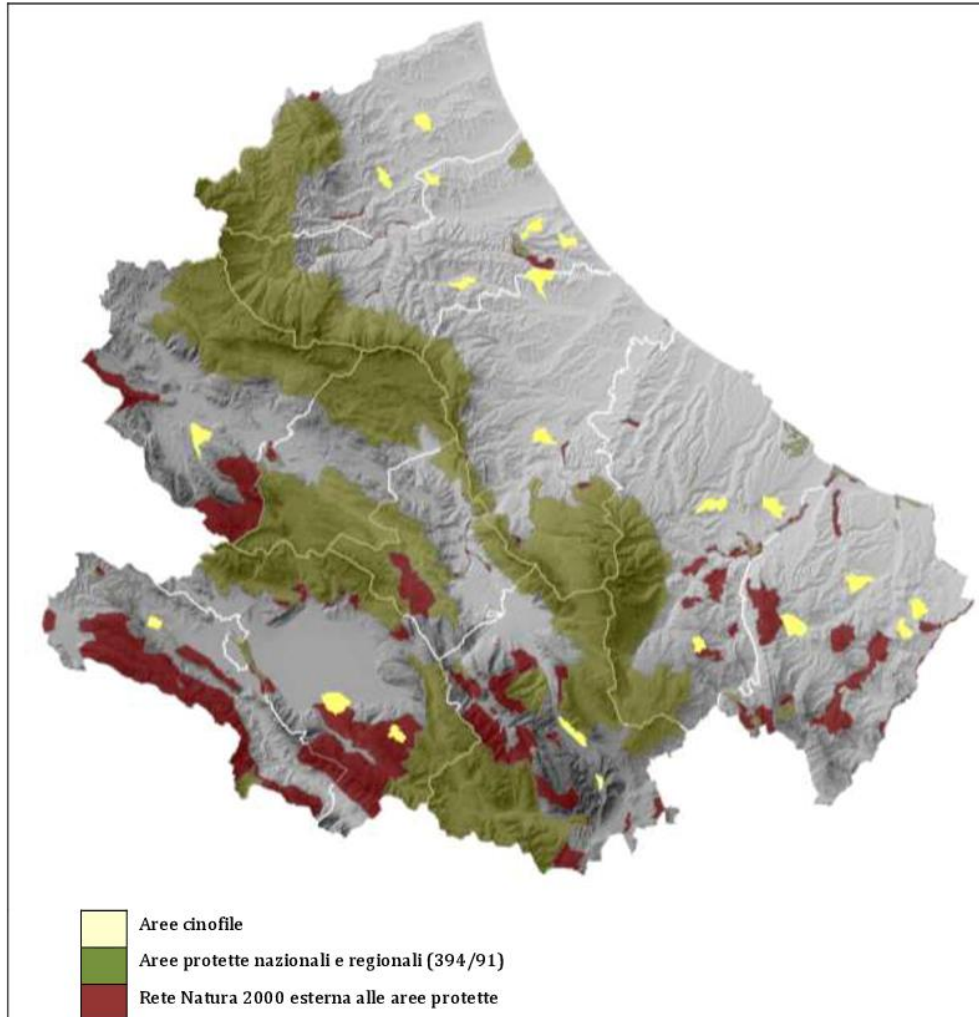 Aree cinofile
Aree protette nazionali e regionali (394/91)
Rete Natura 2000 esterna alle aree protette